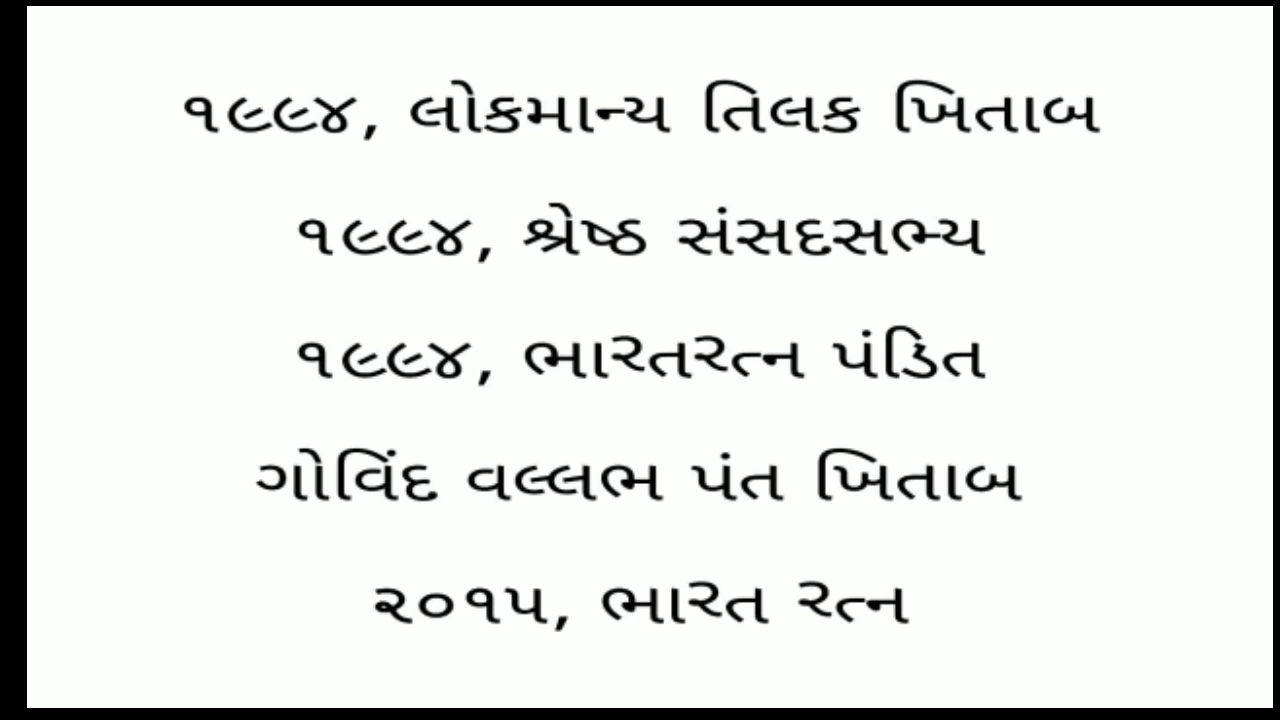 ૧૯૯૪, લોકમાન્ય તિલક ખિતાબ
૧૯૯૪, શ્રેષ્ઠ સંસદસભ્ય
૧૯૯૪, ભારતરત્ન પંડિત
ગોવિંદ વલ્લભ પંત ખિતાબ
૨૦૧૫, ભારત રત્ન